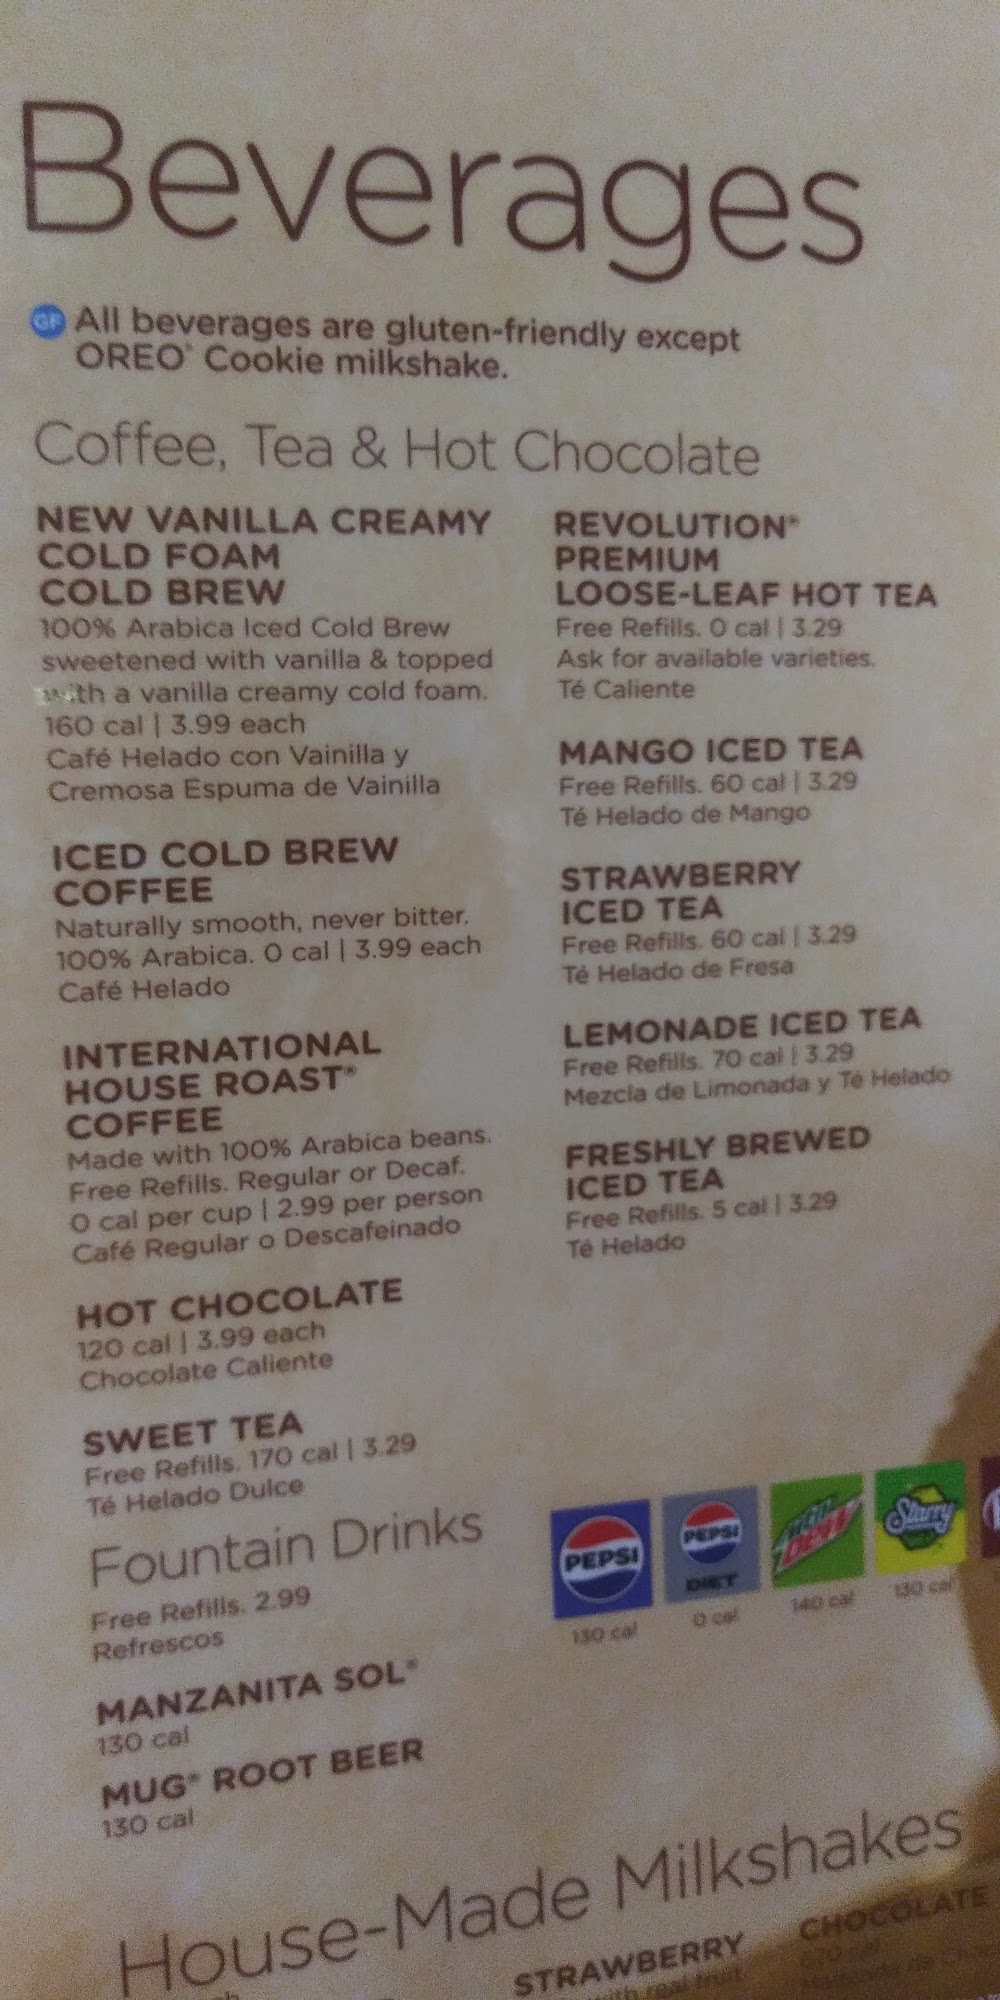 Beverages
GF All beverages are gluten-friendly except
OREO® Cookie milkshake.
Coffee, Tea & Hot Chocolate
NEW VANILLA CREAMY
COLD FOAM
COLD BREW
100% Arabica Iced Cold Brew
sweetened with vanilla & topped
with a vanilla creamy cold foam.
160 cal | 3.99 each
Café Helado con Vainilla y
Cremosa Espuma de Vainilla
ICED COLD BREW
COFFEE
Naturally smooth, never bitter.
100% Arabica. 0 cal | 3.99 each
Café Helado
INTERNATIONAL
HOUSE ROAST®
COFFEE
Made with 100% Arabica beans.
Free Refills. Regular or Decaf.
0 cal per cup | 2.99 per person
Café Regular o Descafeinado
HOT CHOCOLATE
120 cal | 3.99 each
Chocolate Caliente
SWEET TEA
Free Refills. 170 cal | 3.29
Té Helado Dulce
REVOLUTION®
PREMIUM
LOOSE-LEAF HOT TEA
Free Refills. 0 cal | 3.29
Ask for available varieties.
Té Caliente
MANGO ICED TEA
Free Refills. 60 cal | 3.29
Té Helado de Mango
STRAWBERRY
ICED TEA
Free Refills. 60 cal | 3.29
Té Helado de Fresa
LEMONADE ICED TEA
Free Refills. 70 cal | 3.29
Mezcla de Limonada y Té Helado
FRESHLY BREWED
ICED TEA
Free Refills. 5 cal | 3.29
Té Helado
Fountain Drinks
Free Refills. 2.99
Refrescos
PEPSI
130 cal
PEPSI
DIET
0 cal
MTN
DEW
140 cal
Starry
130 cal
MANZANITA SOL®
130 cal
MUG® ROOT BEER
130 cal
House-Made Milkshakes
STRAWBERRY
with real fruit
CHOCOLATE